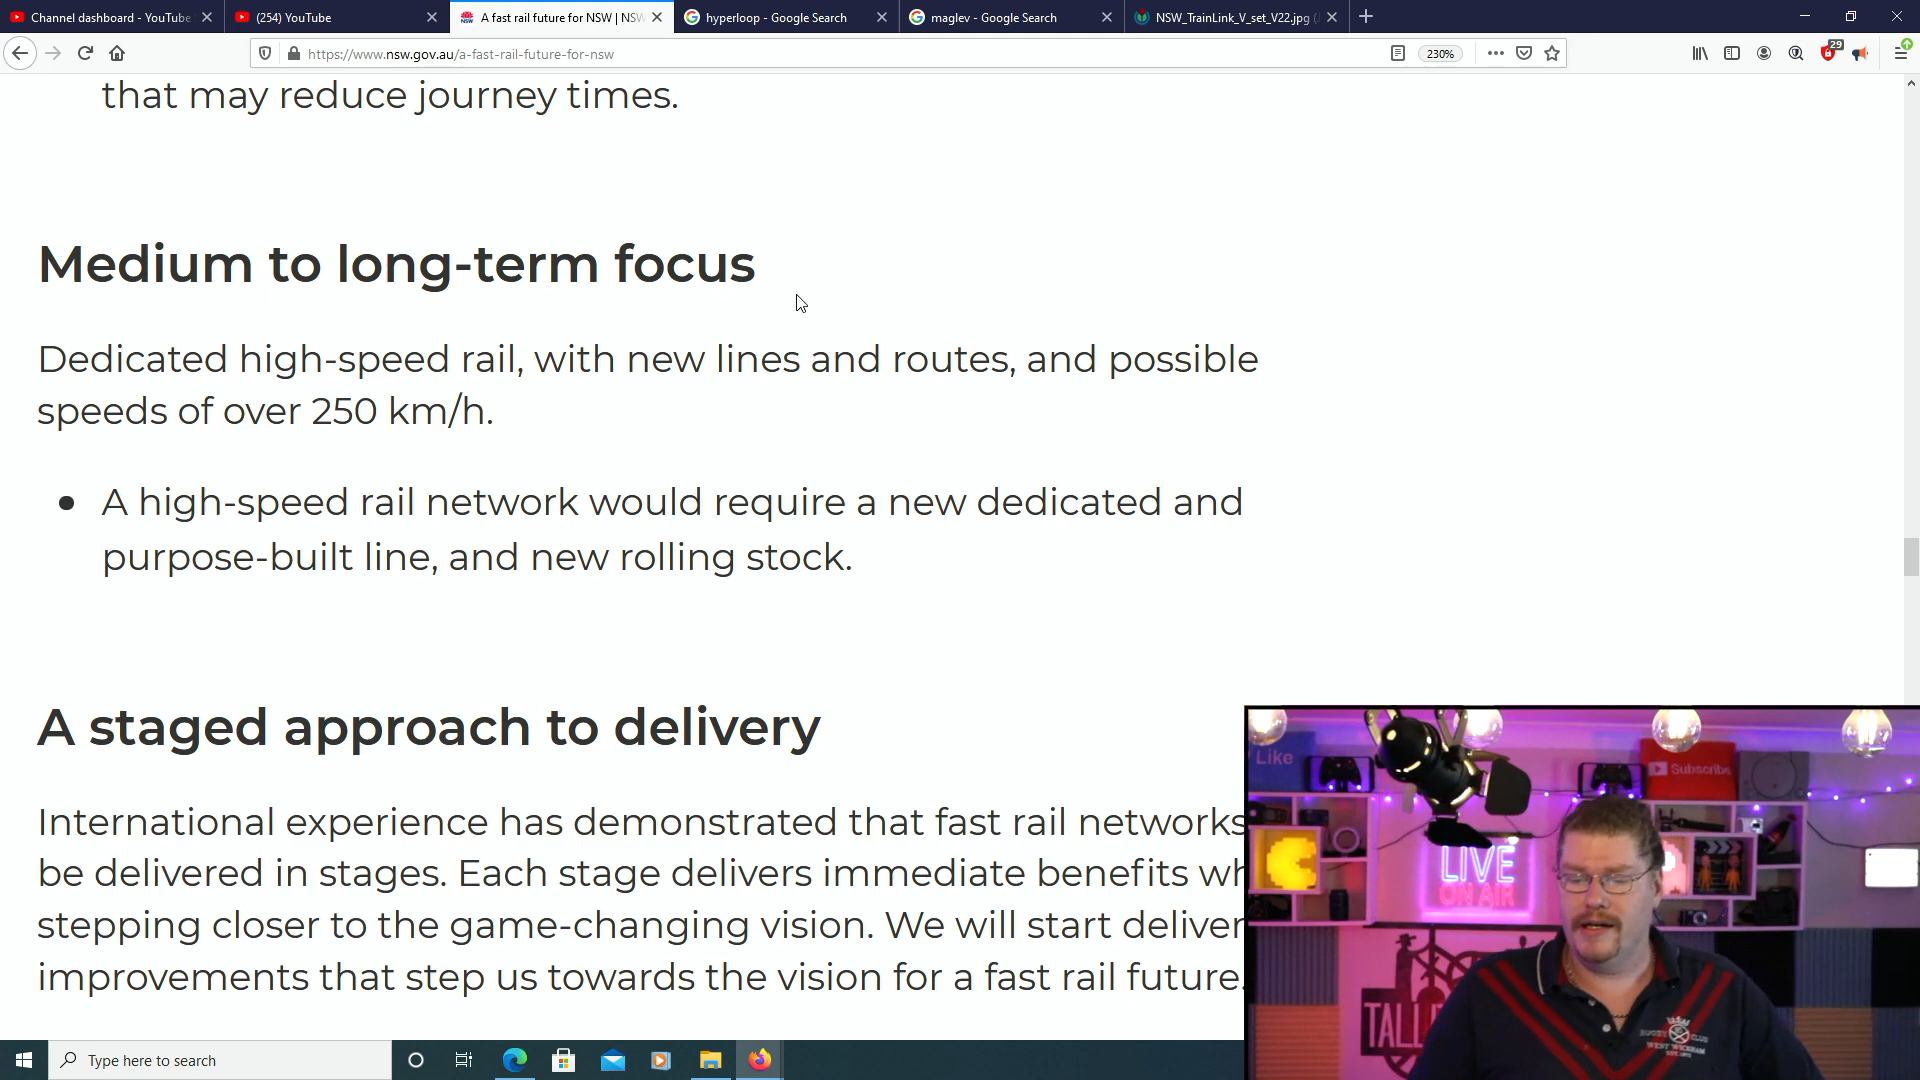 Channel dashboard - YouTube
(254) YouTube
A fast rail future for NSW | NSW
hyperloop - Google Search
maglev - Google Search
NSW_TrainLink_V_set_V22.jpg (
https://www.nsw.gov.au/a-fast-rail-future-for-nsw
230%
29
that may reduce journey times.
Medium to long-term focus
Dedicated high-speed rail, with new lines and routes, and possible
speeds of over 250 km/h.
• A high-speed rail network would require a new dedicated and
purpose-built line, and new rolling stock.
A staged approach to delivery
International experience has demonstrated that fast rail networks
be delivered in stages. Each stage delivers immediate benefits wh
stepping closer to the game-changing vision. We will start deliver
improvements that step us towards the vision for a fast rail future.
Like
Subscribe
LIVE
ON AIR
TALL
RUGBY CLUB
WEST WICKHAM
Type here to search